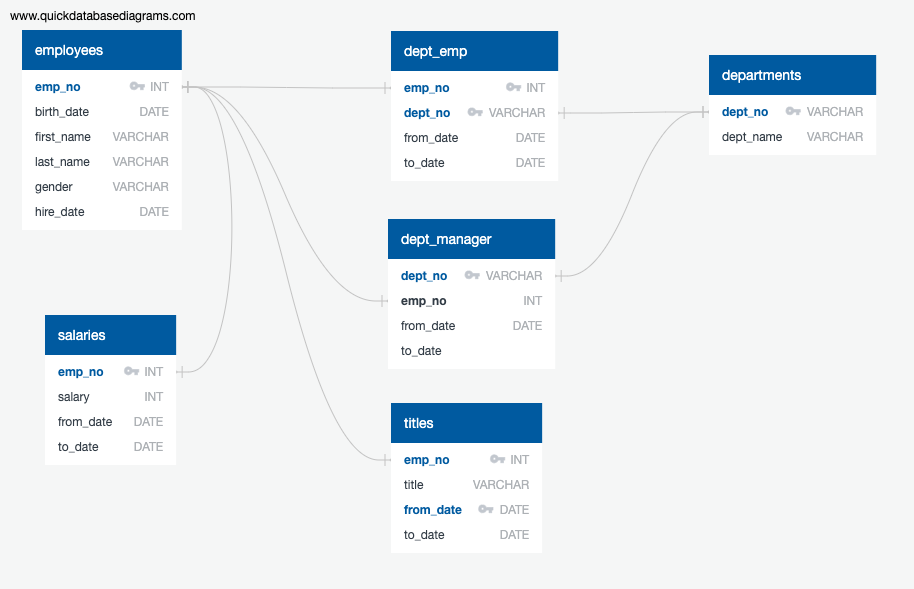 www.quickdatabasediagrams.com
employees
emp_no INT
birth_date DATE
first_name VARCHAR
last_name VARCHAR
gender VARCHAR
hire_date DATE
salaries
emp_no INT
salary INT
from_date DATE
to_date DATE
dept_emp
emp_no INT
dept_no VARCHAR
from_date DATE
to_date DATE
dept_manager
dept_no VARCHAR
emp_no INT
from_date DATE
to_date
titles
emp_no INT
title VARCHAR
from_date DATE
to_date DATE
departments
dept_no VARCHAR
dept_name VARCHAR